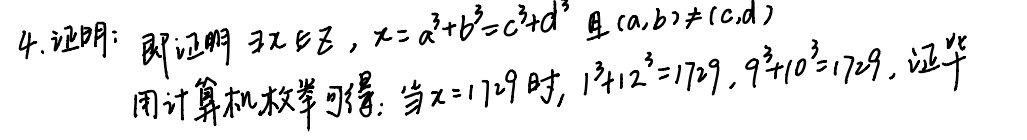 4.证明：即证明 ∃x∈Z，x=a³+b³=c³+d³ 且(a,b)≠(c,d)
用计算机枚举可得：当x=1729时，1³+12³=1729，9³+10³=1729，证毕